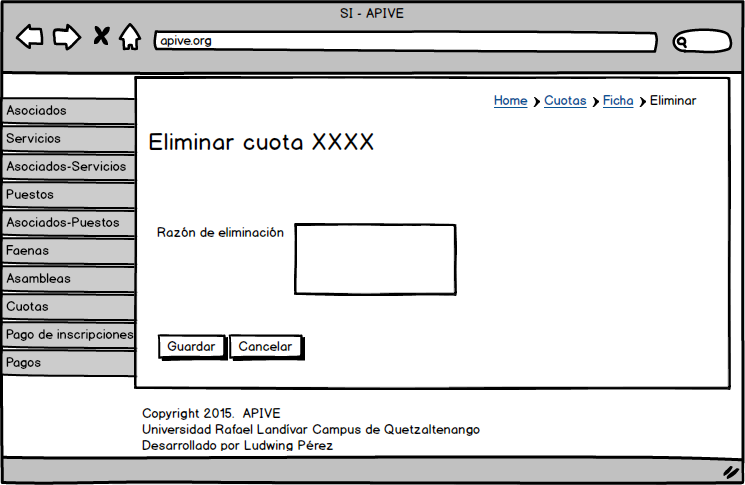 SI - APIVE
apive.org
Home Cuotas Ficha Eliminar
Asociados
Servicios
Asociados-Servicios
Puestos
Asociados-Puestos
Faenas
Asambleas
Cuotas
Pago de inscripciones
Pagos
Eliminar cuota XXXX
Razón de eliminación
Guardar Cancelar
Copyright 2015. APIVE
Universidad Rafael Landívar Campus de Quetzaltenango
Desarrollado por Ludwing Pérez